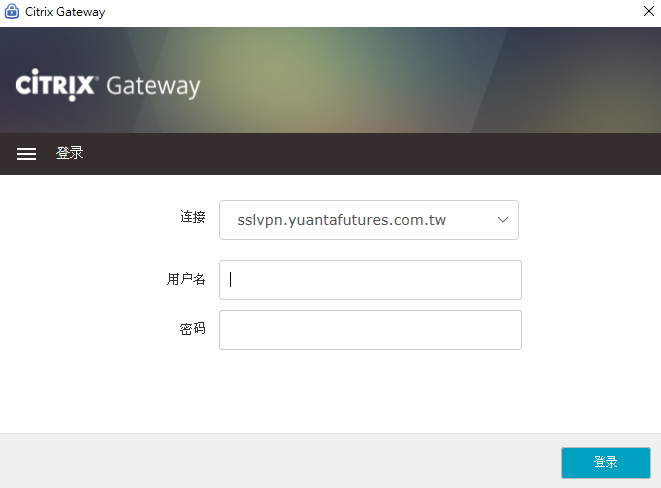 Citrix Gateway
CITRIX® Gateway
登录
连接
sslvpn.yuantafutures.com.tw
用户名
密码
登录